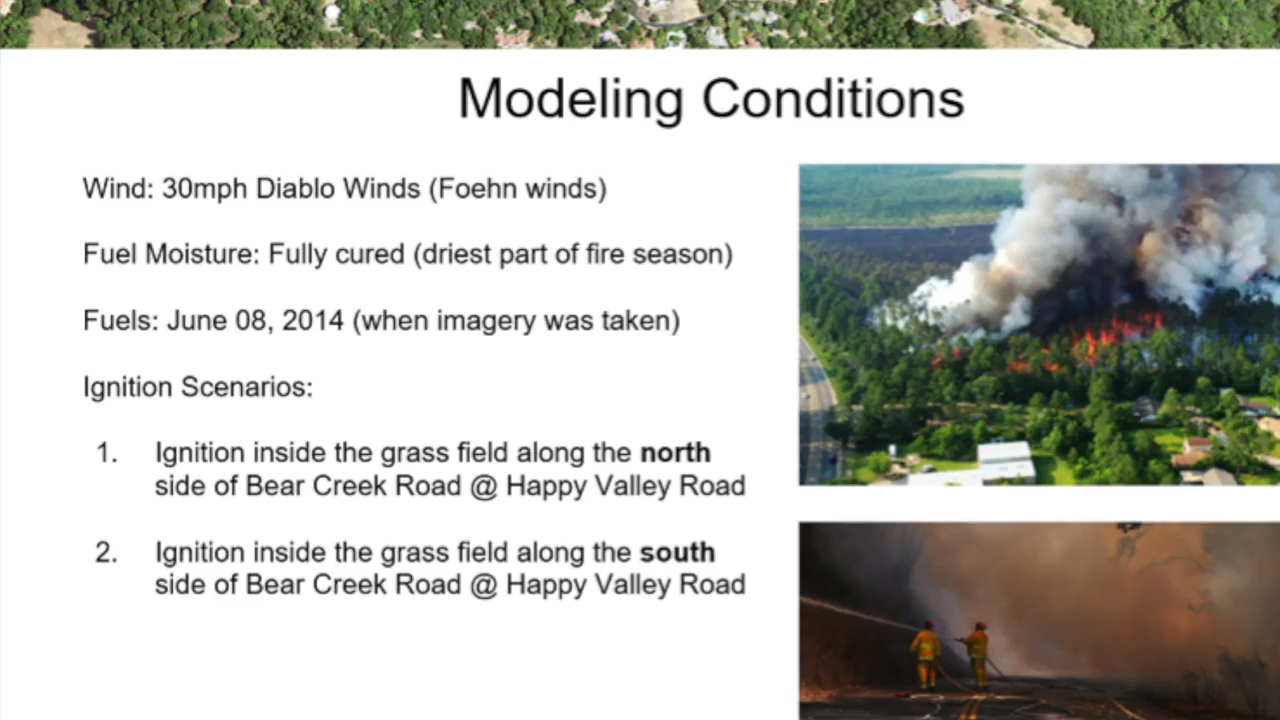 Modeling Conditions
Wind: 30mph Diablo Winds (Foehn winds)
Fuel Moisture: Fully cured (driest part of fire season)
Fuels: June 08, 2014 (when imagery was taken)
Ignition Scenarios:
1. Ignition inside the grass field along the north
side of Bear Creek Road @ Happy Valley Road
2. Ignition inside the grass field along the south
side of Bear Creek Road @ Happy Valley Road